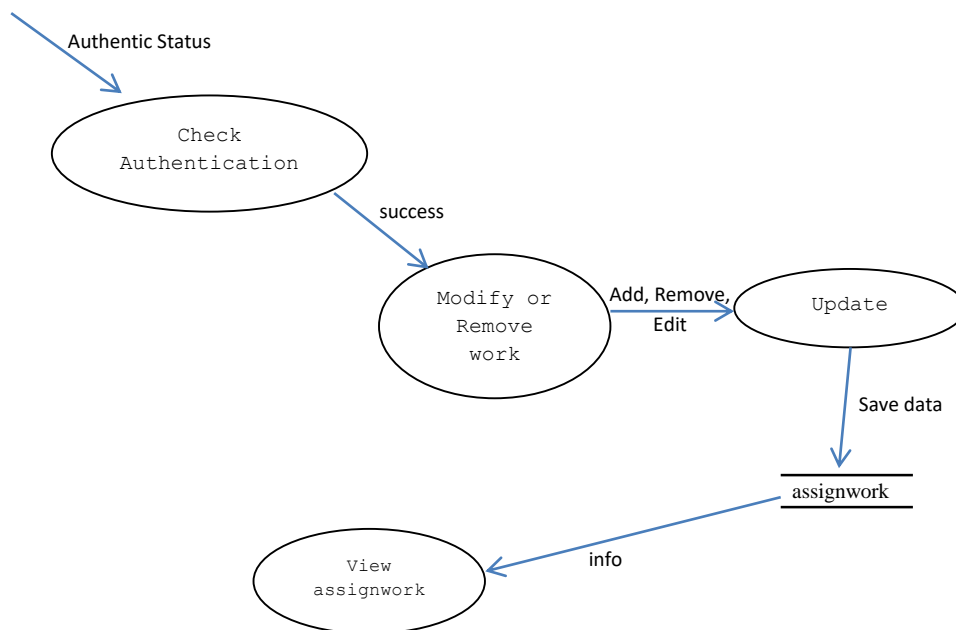 Authentic Status
Check
Authentication
success
Modify or
Remove
work
Add, Remove,
Edit
Update
Save data
assignwork
info
View
assignwork